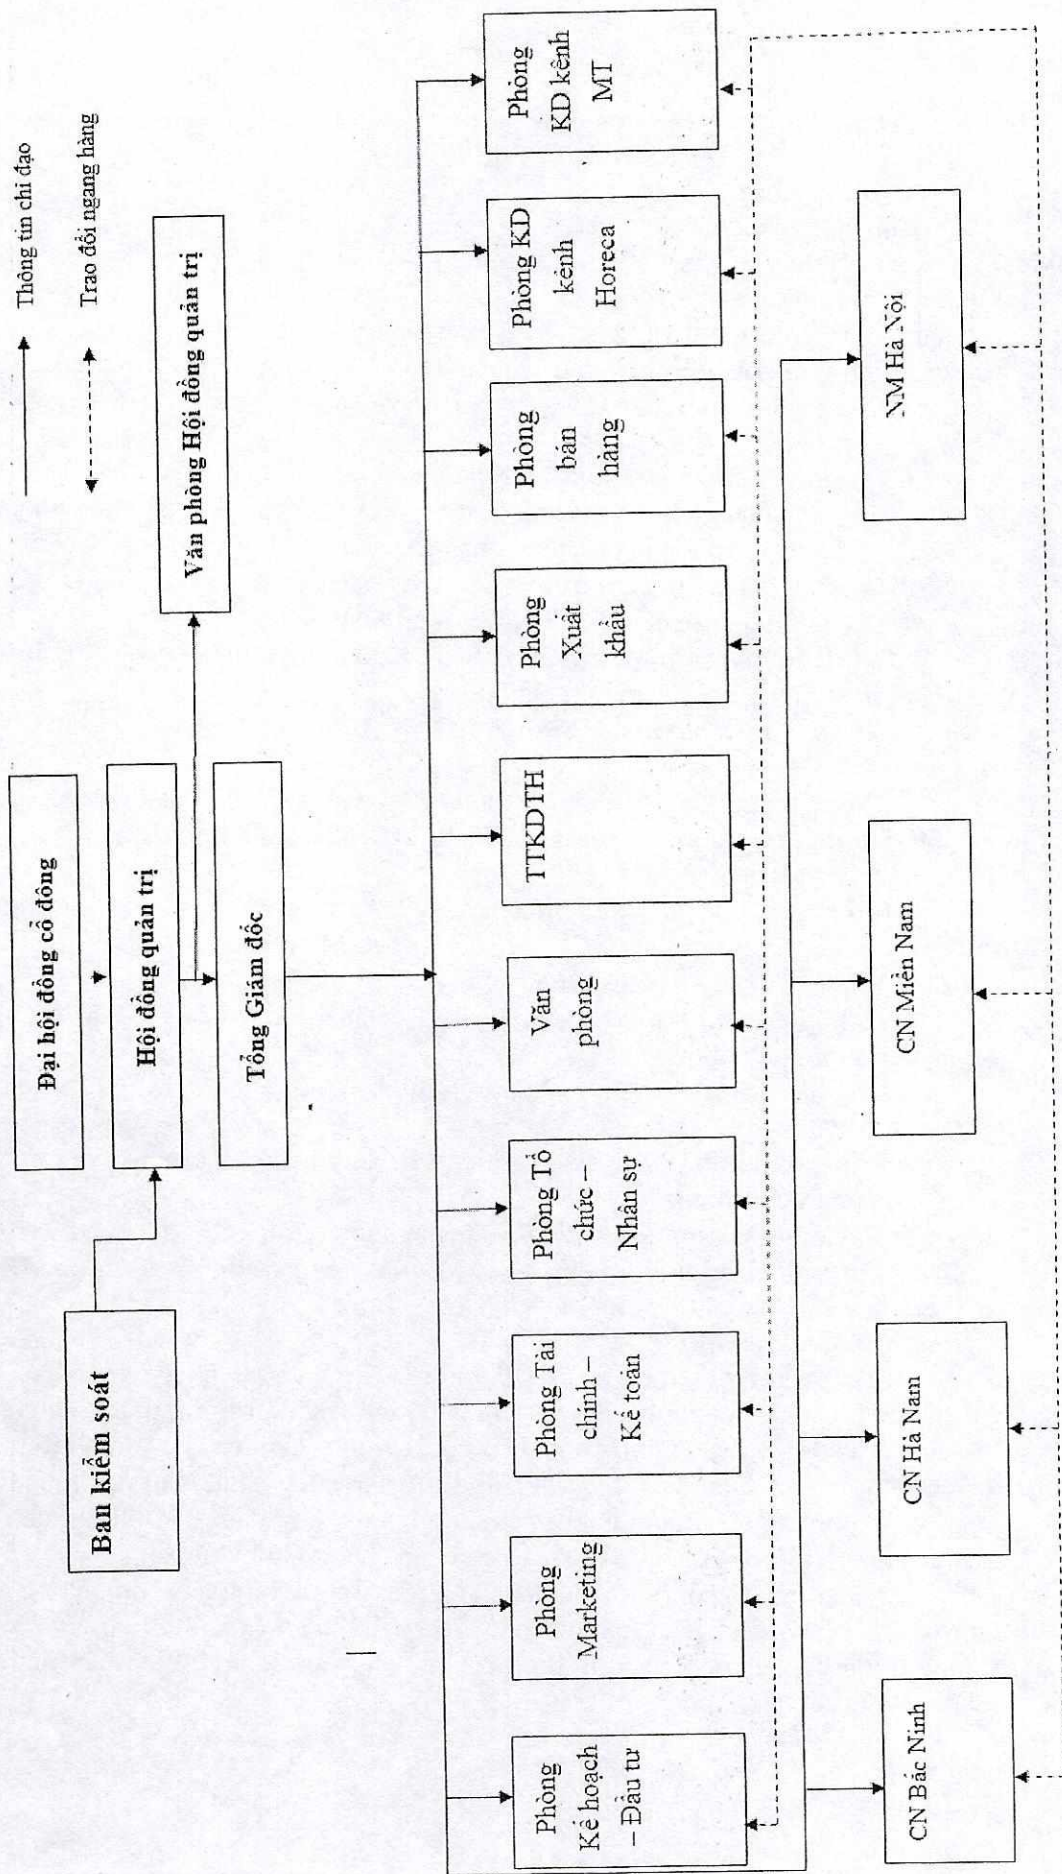 Thông tin chỉ đạo
Trao đổi ngang hàng
Đại hội đồng cổ đông
Ban kiểm soát
Hội đồng quản trị
Văn phòng Hội đồng quản trị
Tổng Giám đốc
Phòng
Kế hoạch
– Đầu tư
Phòng
Marketing
Phòng Tài
chính –
Kế toán
Phòng Tổ
chức –
Nhân sự
Văn
phòng
TTKDTH
Phòng
Xuất
khẩu
Phòng
bán
hàng
Phòng KD
kênh
Horeca
Phòng
KD kênh
MT
CN Bắc Ninh
CN Hà Nam
CN Miền Nam
NM Hà Nội